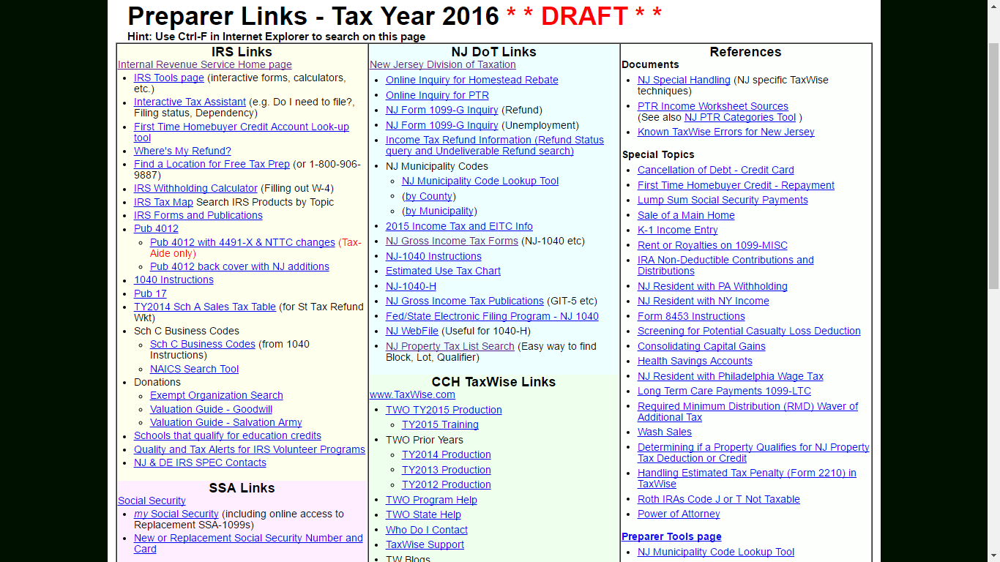 Preparer Links - Tax Year 2016 * * DRAFT * *
Hint: Use Ctrl-F in Internet Explorer to search on this page
IRS Links
Internal Revenue Service Home page
IRS Tools page (interactive forms, calculators,
etc.)
Interactive Tax Assistant (e.g. Do I need to file?,
Filing status, Dependency)
First Time Homebuyer Credit Account Look-up
tool
Where's My Refund?
Find a Location for Free Tax Prep (or 1-800-906-
9887)
IRS Withholding Calculator (Filling out W-4)
IRS Tax Map Search IRS Products by Topic
IRS Forms and Publications
Pub 4012
Pub 4012 with 4491-X & NTTC changes (Tax-
Aide only)
Pub 4012 back cover with NJ additions
1040 Instructions
Pub 17
TY2014 Sch A Sales Tax Table (for St Tax Refund
Wkt)
Sch C Business Codes
Sch C Business Codes (from 1040
Instructions)
NAICS Search Tool
Donations
Exempt Organization Search
Valuation Guide - Goodwill
Valuation Guide - Salvation Army
Schools that qualify for education credits
Quality and Tax Alerts for IRS Volunteer Programs
NJ & DE IRS SPEC Contacts
SSA Links
Social Security
my Social Security (including online access to
Replacement SSA-1099s)
New or Replacement Social Security Number and
Card
NJ DoT Links
New Jersey Division of Taxation
Online Inquiry for Homestead Rebate
Online Inquiry for PTR
NJ Form 1099-G Inquiry (Refund)
NJ Form 1099-G Inquiry (Unemployment)
Income Tax Refund Information (Refund Status
query and Undeliverable Refund search)
NJ Municipality Codes
NJ Municipality Code Lookup Tool
(by County)
(by Municipality)
2015 Income Tax and EITC Info
NJ Gross Income Tax Forms (NJ-1040 etc)
NJ-1040 Instructions
Estimated Use Tax Chart
NJ-1040-H
NJ Gross Income Tax Publications (GIT-5 etc)
Fed/State Electronic Filing Program - NJ 1040
NJ WebFile (Useful for 1040-H)
NJ Property Tax List Search (Easy way to find
Block, Lot, Qualifier)
CCH TaxWise Links
www.TaxWise.com
TWO TY2015 Production
TY2015 Training
TWO Prior Years
TY2014 Production
TY2013 Production
TY2012 Production
TWO Program Help
TWO State Help
Who Do I Contact
TaxWise Support
TW Blogs
References
Documents
NJ Special Handling (NJ specific TaxWise
techniques)
PTR Income Worksheet Sources
(See also NJ PTR Categories Tool )
Known TaxWise Errors for New Jersey
Special Topics
Cancellation of Debt - Credit Card
First Time Homebuyer Credit - Repayment
Lump Sum Social Security Payments
Sale of a Main Home
K-1 Income Entry
Rent or Royalties on 1099-MISC
IRA Non-Deductible Contributions and
Distributions
NJ Resident with PA Withholding
NJ Resident with NY Income
Form 8453 Instructions
Screening for Potential Casualty Loss Deduction
Consolidating Capital Gains
Health Savings Accounts
NJ Resident with Philadelphia Wage Tax
Long Term Care Payments 1099-LTC
Required Minimum Distribution (RMD) Waver of
Additional Tax
Wash Sales
Determining if a Property Qualifies for NJ Property
Tax Deduction or Credit
Handling Estimated Tax Penalty (Form 2210) in
TaxWise
Roth IRAs Code J or T Not Taxable
Power of Attorney
Preparer Tools page
NJ Municipality Code Lookup Tool